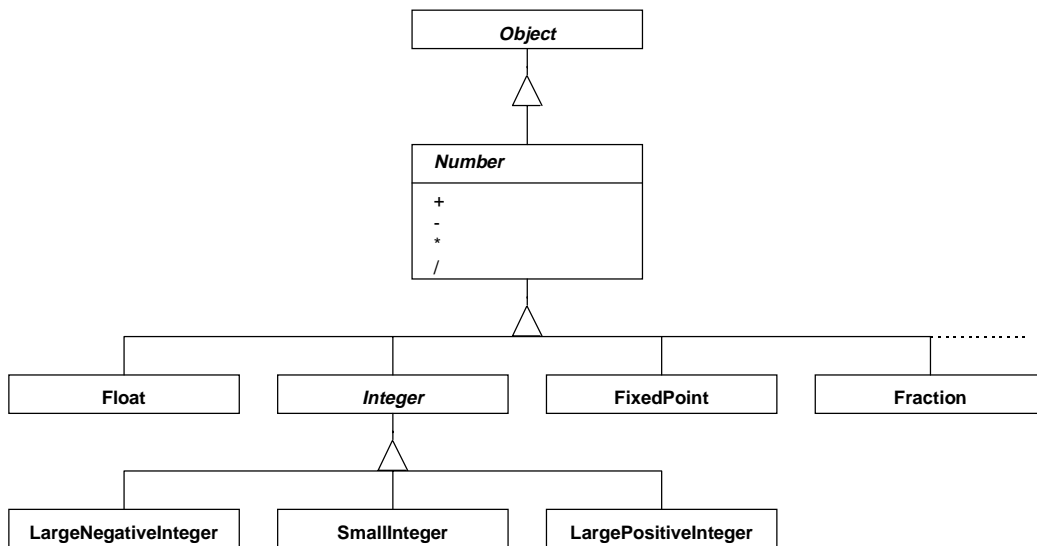 Object
Number
+
-
*
/
Float
Integer
FixedPoint
Fraction
LargeNegativeInteger
SmallInteger
LargePositiveInteger